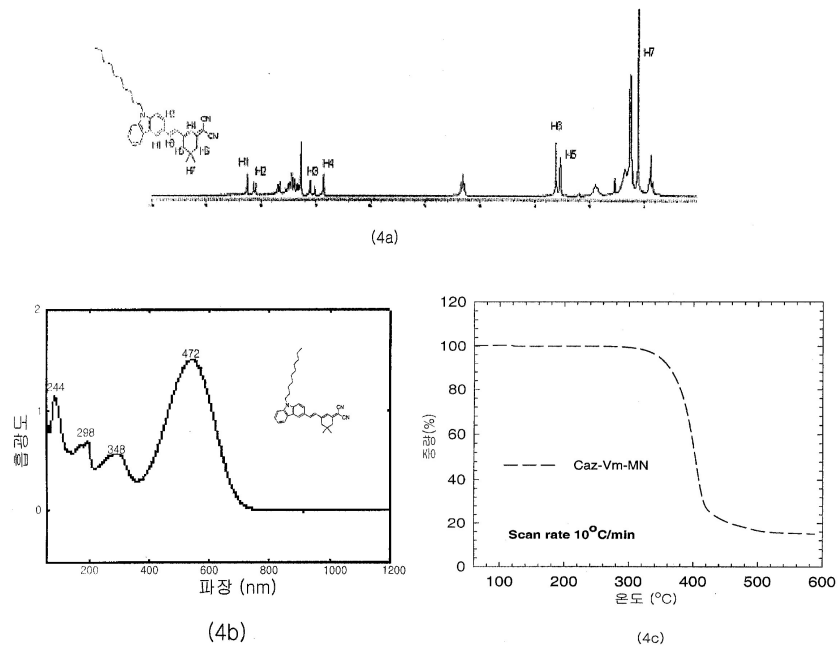 N
H2
H4
CN
CN
H1
H3
H5
H6
H7
H1
H2
H3
H4
H6
H5
H7
(4a)
2
1
0
흡광도
244
298
348
472
N
CN
CN
200
400
600
800
1000
1200
파장 (nm)
(4b)
120
100
80
60
40
20
0
중량(%)
Caz-Vm-MN
Scan rate 10°C/min
100
200
300
400
500
600
온도 (°C)
(4c)